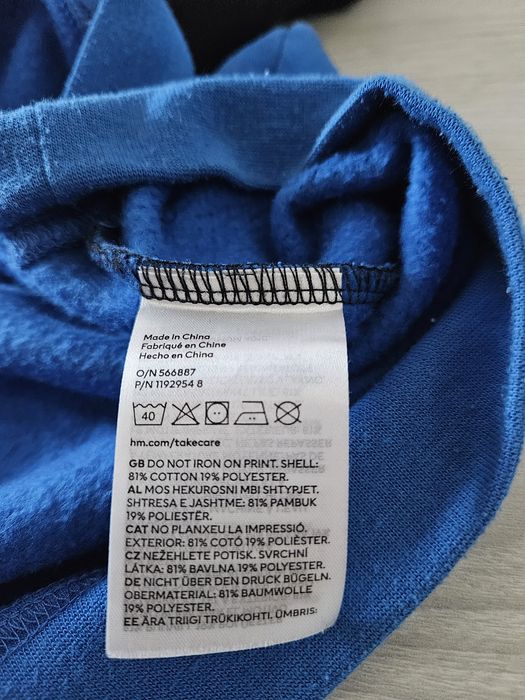 Made in China
Fabriqué en Chine
Hecho en China
O/N 566887
P/N 1192954 8
40
hm.com/takecare
GB DO NOT IRON ON PRINT. SHELL:
81% COTTON 19% POLYESTER.
AL MOS HEKUROSNI MBI SHTYPJET.
SHTRESA E JASHTME: 81% PAMBUK
19% POLIESTËR.
CAT NO PLANXEU LA IMPRESSIÓ.
EXTERIOR: 81% COTÓ 19% POLIÈSTER.
CZ NEŽEHLETE POTISK. SVRCHNÍ
LÁTKA: 81% BAVLNA 19% POLYESTER.
DE NICHT ÜBER DEN DRUCK BÜGELN.
OBERMATERIAL: 81% BAUMWOLLE
19% POLYESTER.
EE ÄRA TRIIGI TRÜKIKOHTI. ÜMBRIS: